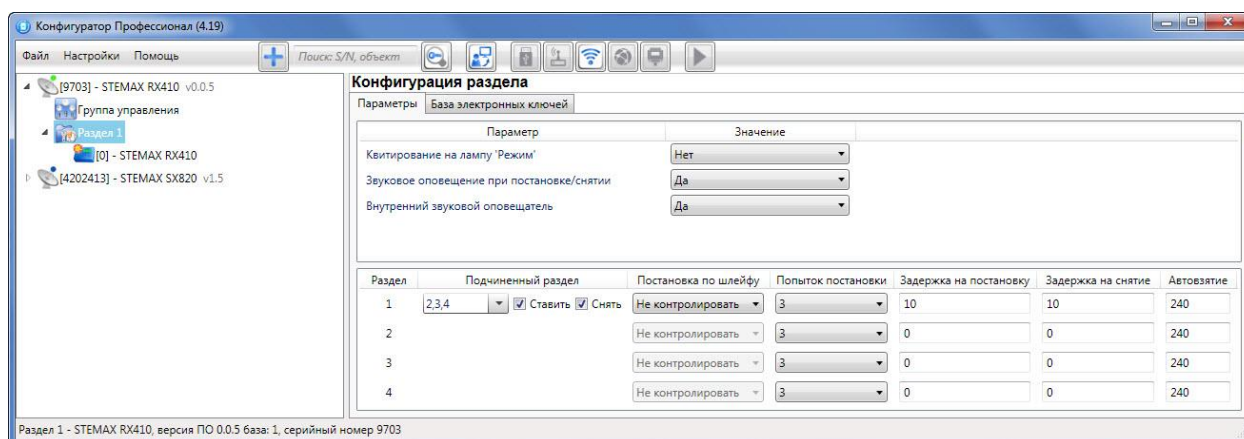 Конфигуратор Профессионал (4.19)
Файл Настройки Помощь Поиск: S/N, объект
[9703] - STEMAX RX410 v0.0.5
Группа управления
Раздел 1
[0] - STEMAX RX410
[4202413] - STEMAX SX820 v1.5
Конфигурация раздела
Параметры База электронных ключей
Параметр Значение
Квитирование на лампу 'Режим' Нет
Звуковое оповещение при постановке/снятии Да
Внутренний звуковой оповещатель Да
Раздел Подчиненный раздел Постановка по шлейфу Попыток постановки Задержка на постановку Задержка на снятие Автовзятие
1 2,3,4 Ставить Снять Не контролировать 3 10 10 240
2 Не контролировать 3 0 0 240
3 Не контролировать 3 0 0 240
4 Не контролировать 3 0 0 240
Раздел 1 - STEMAX RX410, версия ПО 0.0.5 база: 1, серийный номер 9703